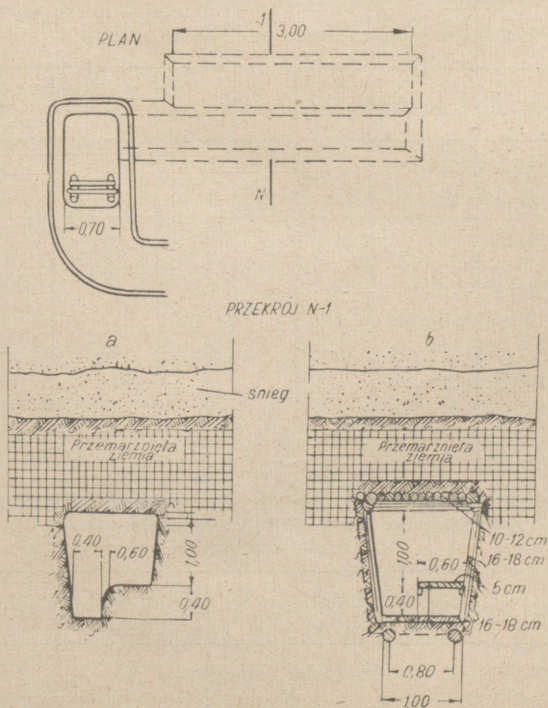 PLAN
-1
3,00
N
0,70
PRZEKRÓJ N-1
a
b
śnieg
Przemarznięta
ziemia
Przemarznięta
ziemia
0,40
0,60
1,00
0,40
1,00
0,60
0,40
10-12 cm
16-18 cm
5 cm
16-18 cm
0,80
1,00